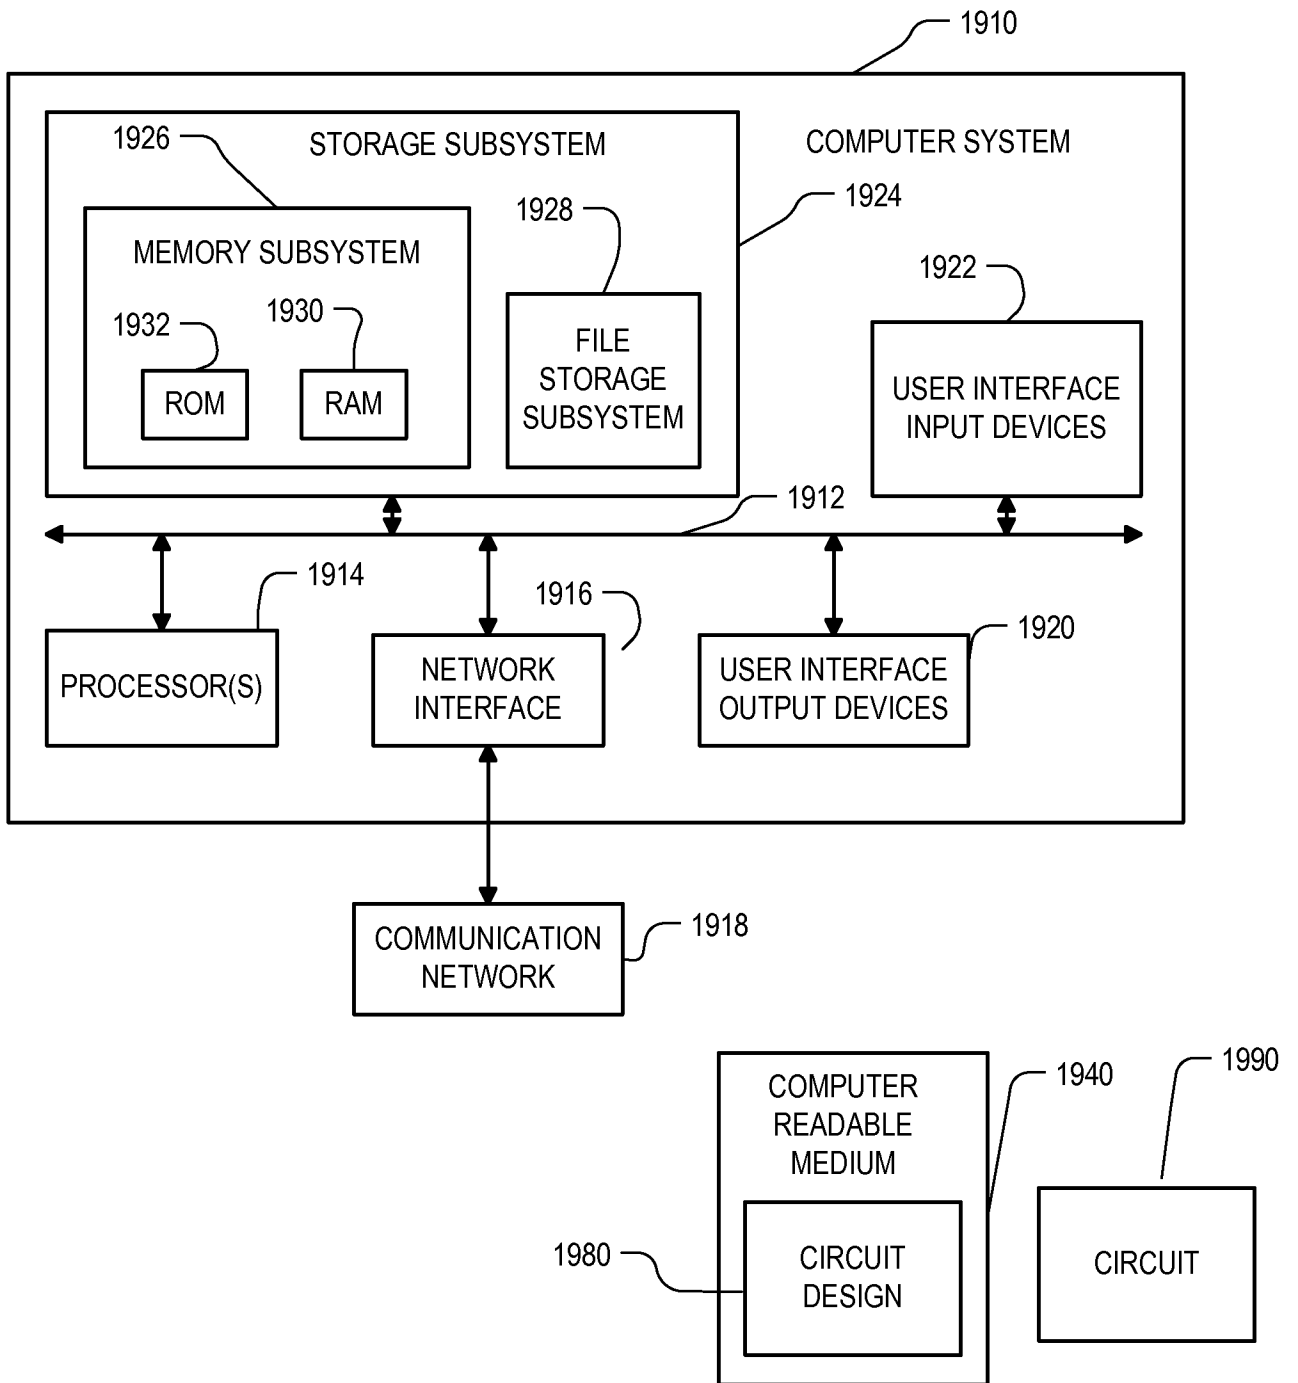 1910
STORAGE SUBSYSTEM
COMPUTER SYSTEM
1926
1924
1928
MEMORY SUBSYSTEM
1922
1932
1930
FILE
STORAGE
SUBSYSTEM
ROM
RAM
USER INTERFACE
INPUT DEVICES
1912
1914
1916
1920
PROCESSOR(S)
NETWORK
INTERFACE
USER INTERFACE
OUTPUT DEVICES
COMMUNICATION
NETWORK
1918
COMPUTER
READABLE
MEDIUM
1940
1990
1980
CIRCUIT
DESIGN
CIRCUIT